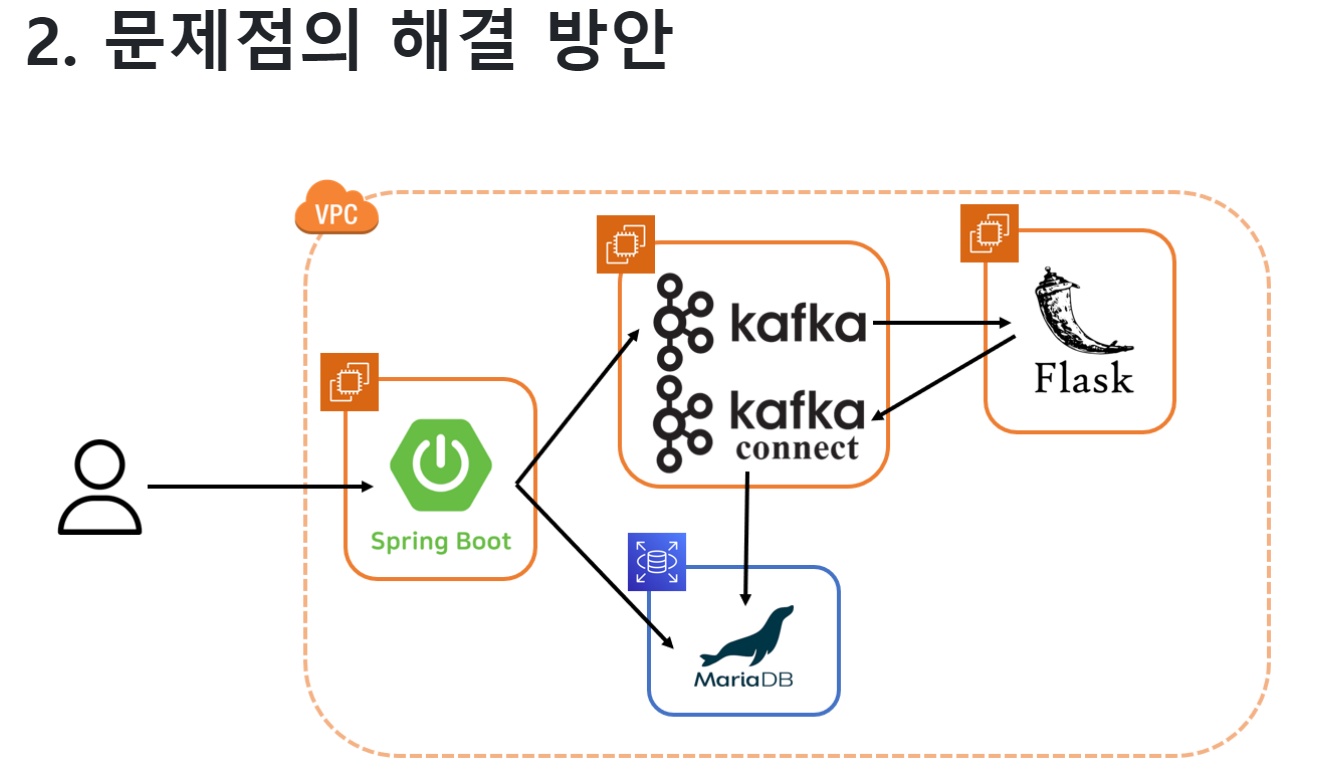 2. 문제점의 해결 방안
VPC
kafka
kafka
connect
Flask
Spring Boot
MariaDB